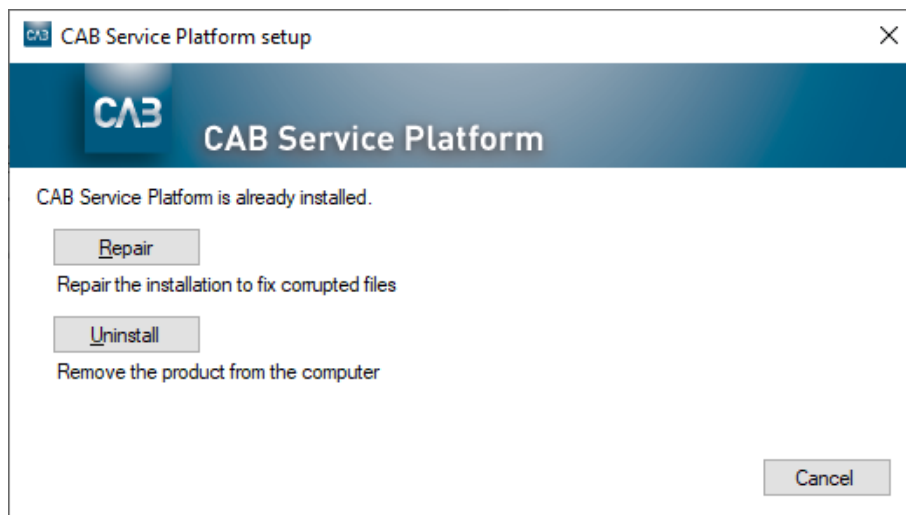 CAB CAB Service Platform setup
CAB
CAB Service Platform
CAB Service Platform is already installed.
Repair
Repair the installation to fix corrupted files
Uninstall
Remove the product from the computer
Cancel